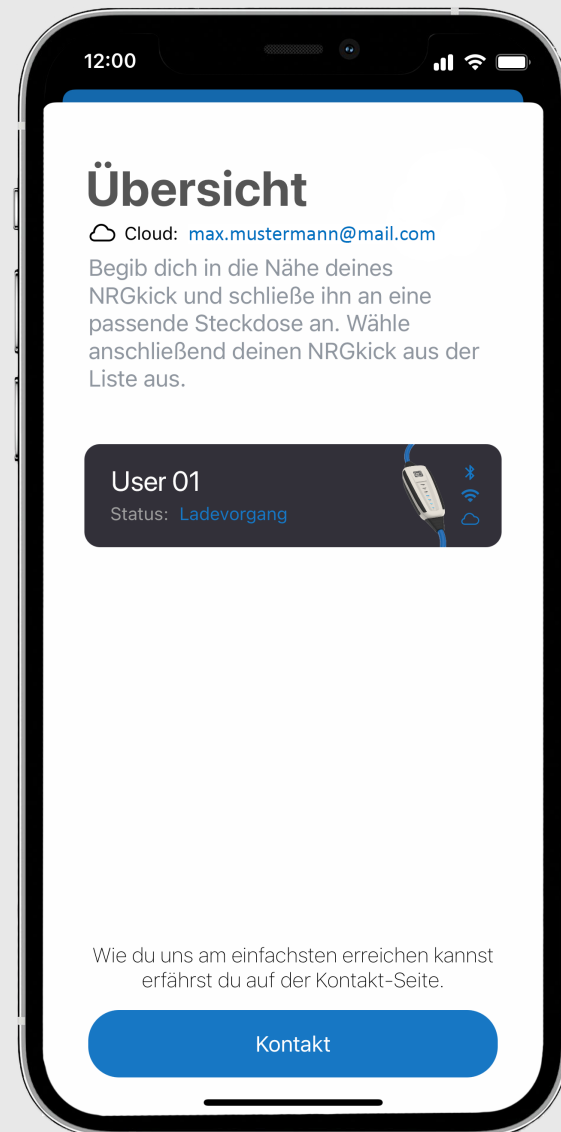 12:00
Übersicht
Cloud: max.mustermann@mail.com
Begib dich in die Nähe deines
NRGkick und schließe ihn an eine
passende Steckdose an. Wähle
anschließend deinen NRGkick aus der
Liste aus.
User 01
Status: Ladevorgang
Wie du uns am einfachsten erreichen kannst
erfährst du auf der Kontakt-Seite.
Kontakt